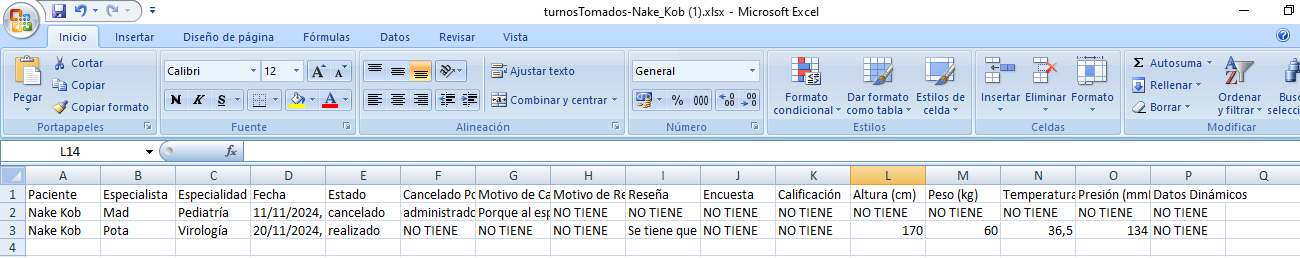 turnosTomados-Nake_Kob (1).xlsx - Microsoft Excel
Inicio Insertar Diseño de página Fórmulas Datos Revisar Vista
Pegar Cortar Copiar Copiar formato
Portapapeles
Calibri 12 A A
N K S A
Fuente
Ajustar texto
Combinar y centrar
Alineación
General
% 000
Número
Formato condicional Dar formato como tabla Estilos de celda
Estilos
Insertar Eliminar Formato
Celdas
Σ Autosuma Rellenar Borrar
Ordenar y filtrar Busc selecci
Modificar
L14 fx
A B C D E F G H I J K L M N O P Q
1 Paciente Especialista Especialidad Fecha Estado Cancelado Po Motivo de Ca Motivo de Re Reseña Encuesta Calificación Altura (cm) Peso (kg) Temperatura Presión (mml Datos Dinámicos
2 Nake Kob Mad Pediatría 11/11/2024, cancelado administrado Porque al esp NO TIENE NO TIENE NO TIENE NO TIENE NO TIENE NO TIENE NO TIENE NO TIENE NO TIENE
3 Nake Kob Pota Virología 20/11/2024, realizado NO TIENE NO TIENE NO TIENE Se tiene que NO TIENE NO TIENE 170 60 36,5 134 NO TIENE
4